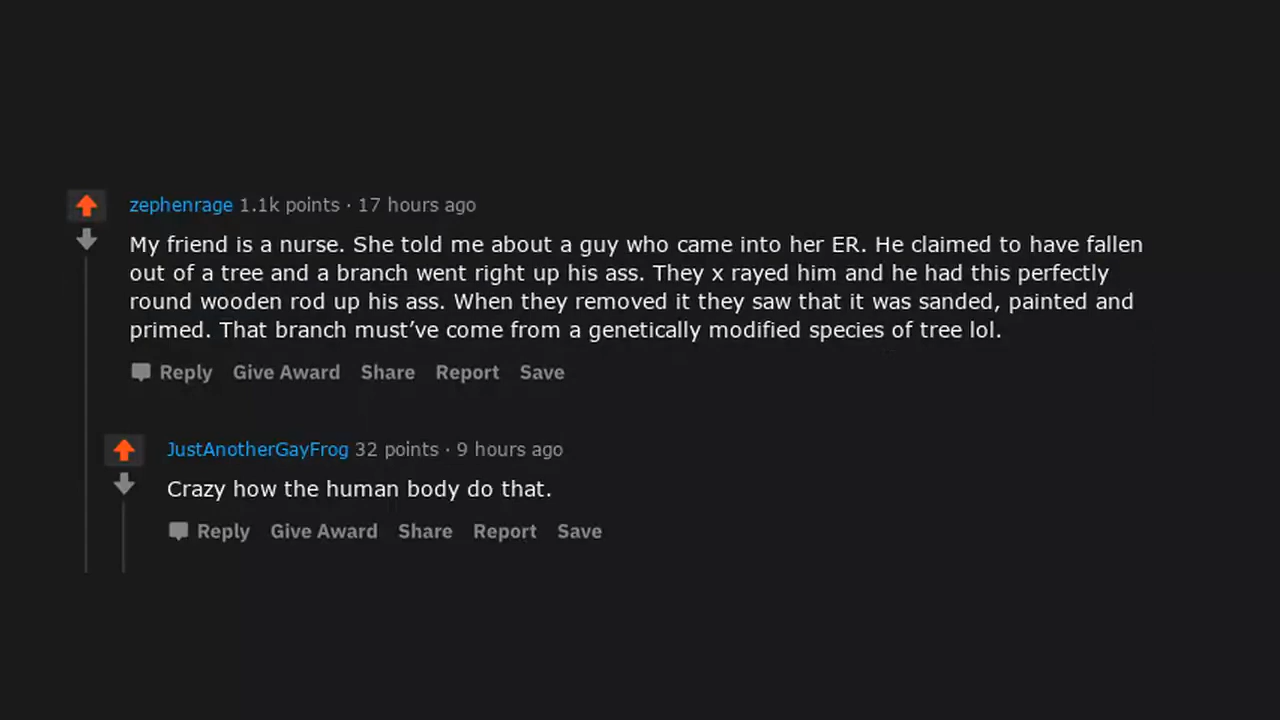 zephenrage 1.1k points · 17 hours ago
My friend is a nurse. She told me about a guy who came into her ER. He claimed to have fallen
out of a tree and a branch went right up his ass. They x rayed him and he had this perfectly
round wooden rod up his ass. When they removed it they saw that it was sanded, painted and
primed. That branch must’ve come from a genetically modified species of tree lol.
Reply Give Award Share Report Save
JustAnotherGayFrog 32 points · 9 hours ago
Crazy how the human body do that.
Reply Give Award Share Report Save